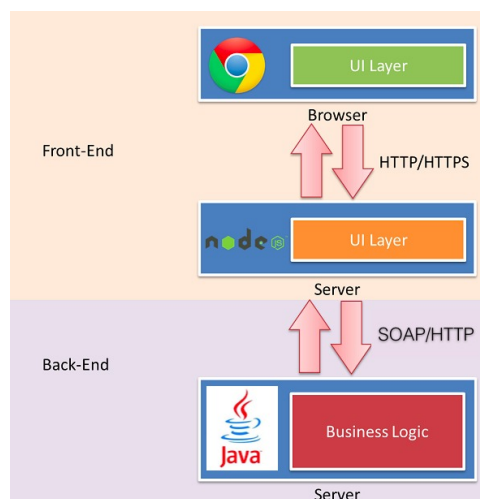 UI Layer
Browser
Front-End
HTTP/HTTPS
node JS
UI Layer
Server
SOAP/HTTP
Back-End
Java
Business Logic
Server